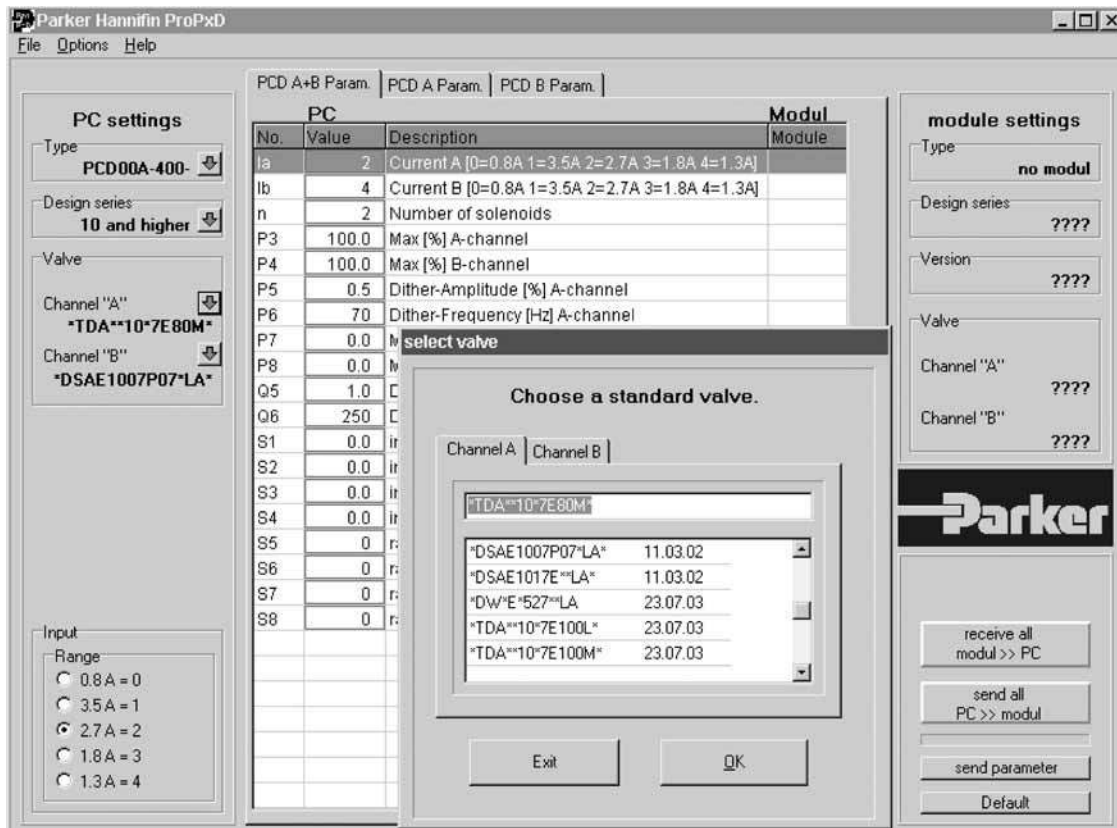 Parker Hannifin ProPxD
File Options Help
PC settings
Type
PCD00A-400-
Design series
10 and higher
Valve
Channel "A"
*TDA**10*7E80M*
Channel "B"
*DSAE1007P07*LA*
Input
Range
0.8 A = 0
3.5 A = 1
2.7 A = 2
1.8 A = 3
1.3 A = 4
PCD A+B Param. PCD A Param. PCD B Param.
PC Modul
No. Value Description Module
Ia 2 Current A [0=0.8A 1=3.5A 2=2.7A 3=1.8A 4=1.3A]
Ib 4 Current B [0=0.8A 1=3.5A 2=2.7A 3=1.8A 4=1.3A]
n 2 Number of solenoids
P3 100.0 Max [%] A-channel
P4 100.0 Max [%] B-channel
P5 0.5 Dither-Amplitude [%] A-channel
P6 70 Dither-Frequency [Hz] A-channel
P7 0.0
P8 0.0
Q5 1.0
Q6 250
S1 0.0
S2 0.0
S3 0.0
S4 0.0
S5 0
S6 0
S7 0
S8 0
select valve
Choose a standard valve.
Channel A Channel B
*TDA**10*7E80M*
*DSAE1007P07*LA* 11.03.02
*DSAE1017E**LA* 11.03.02
*DW*E*527**LA 23.07.03
*TDA**10*7E100L* 23.07.03
*TDA**10*7E100M* 23.07.03
Exit OK
module settings
Type
no modul
Design series
????
Version
????
Valve
Channel "A"
????
Channel "B"
????
Parker
receive all
modul >> PC
send all
PC >> modul
send parameter
Default